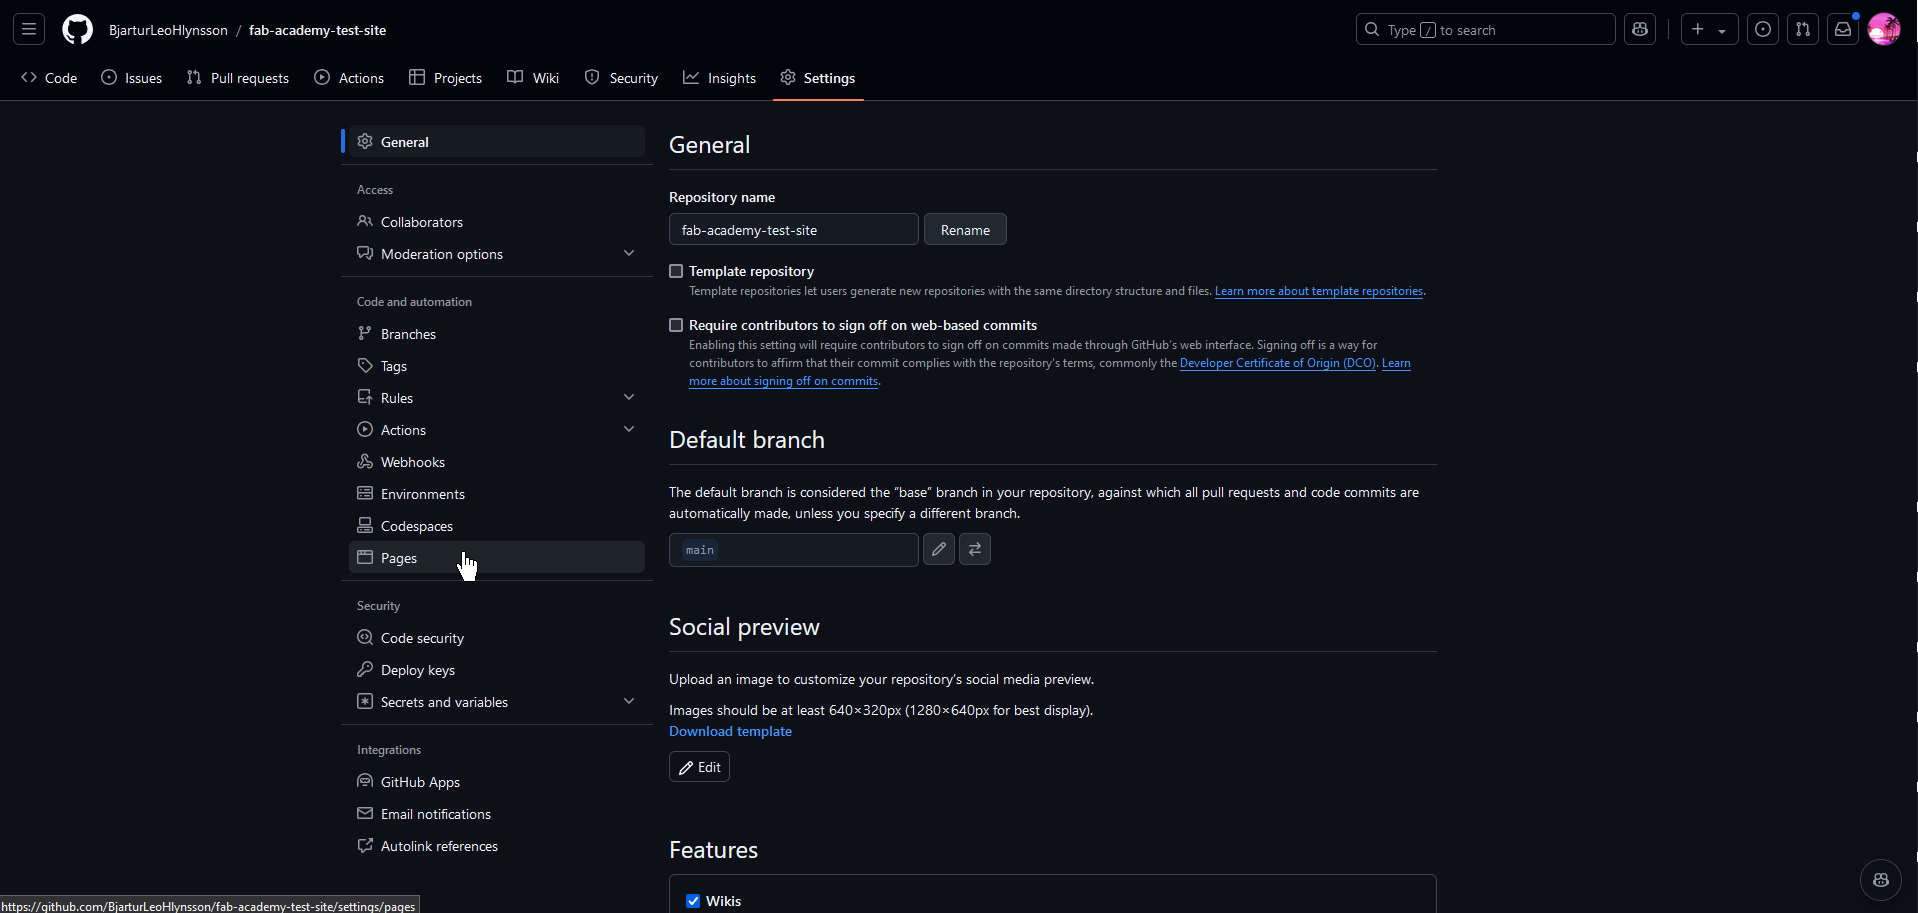 BjarturLeoHlynsson / fab-academy-test-site
Type / to search
Code
Issues
Pull requests
Actions
Projects
Wiki
Security
Insights
Settings
General
Access
Collaborators
Moderation options
Code and automation
Branches
Tags
Rules
Actions
Webhooks
Environments
Codespaces
Pages
Security
Code security
Deploy keys
Secrets and variables
Integrations
GitHub Apps
Email notifications
Autolink references
General
Repository name
fab-academy-test-site
Rename
Template repository
Template repositories let users generate new repositories with the same directory structure and files. Learn more about template repositories.
Require contributors to sign off on web-based commits
Enabling this setting will require contributors to sign off on commits made through GitHub's web interface. Signing off is a way for
contributors to affirm that their commit complies with the repository's terms, commonly the Developer Certificate of Origin (DCO). Learn
more about signing off on commits.
Default branch
The default branch is considered the “base” branch in your repository, against which all pull requests and code commits are
automatically made, unless you specify a different branch.
main
Social preview
Upload an image to customize your repository’s social media preview.
Images should be at least 640×320px (1280×640px for best display).
Download template
Edit
Features
Wikis
https://github.com/BjarturLeoHlynsson/fab-academy-test-site/settings/pages